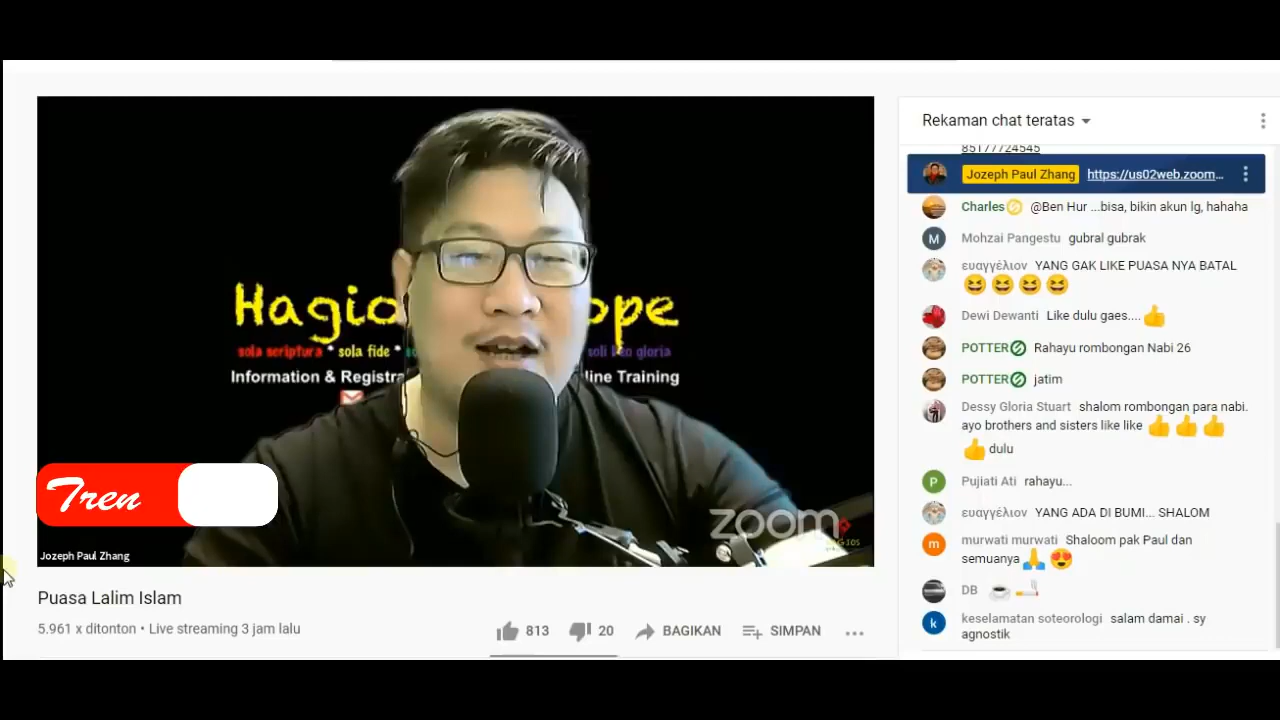 Rekaman chat teratas
85177724545
Jozeph Paul Zhang https://us02web.zoom...
Charles @Ben Hur ...bisa, bikin akun lg, hahaha
M Mohzai Pangestu gubral gubrak
ευαγγέλιον YANG GAK LIKE PUASA NYA BATAL
😆 😆 😆 😆
Dewi Dewanti Like dulu gaes.... 👍
POTTER Rahayu rombongan Nabi 26
POTTER jatim
Dessy Gloria Stuart shalom rombongan para nabi.
ayo brothers and sisters like like 👍 👍 👍
👍 dulu
P Pujiati Ati rahayu...
ευαγγέλιον YANG ADA DI BUMI... SHALOM
m murwati murwati Shaloom pak Paul dan
semuanya 🙏 😍
DB ☕ 🚬
k keselamatan soteorologi salam damai . sy
agnostik
Hagio ope
sola scriptura * sola fide * soli Deo gloria
Information & Registra line Training
Tren
zoom
Jozeph Paul Zhang
Puasa Lalim Islam
5.961 x ditonton • Live streaming 3 jam lalu
813 20 BAGIKAN SIMPAN